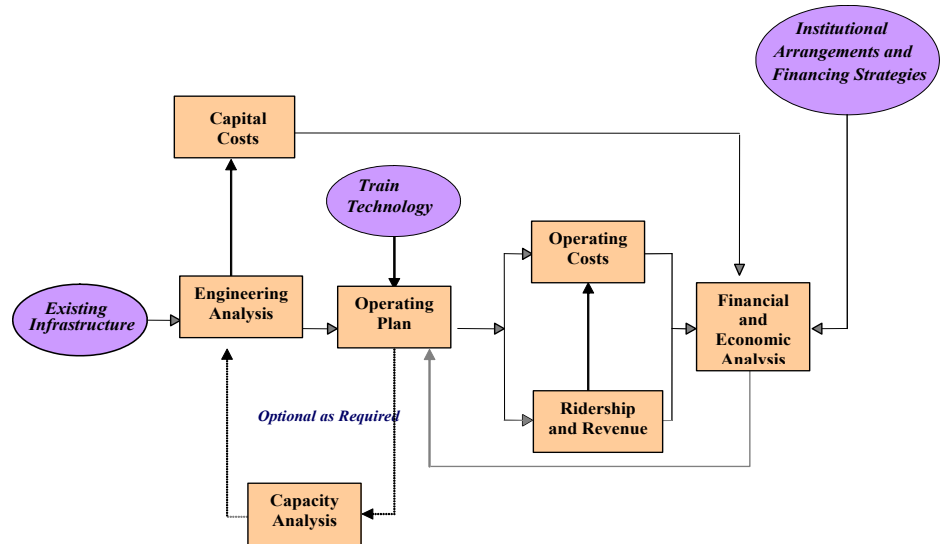 Institutional
Arrangements and
Financing Strategies
Capital
Costs
Train
Technology
Operating
Costs
Engineering
Analysis
Existing
Infrastructure
Operating
Plan
Financial
and
Economic
Analysis
Optional as Required
Ridership
and Revenue
Capacity
Analysis